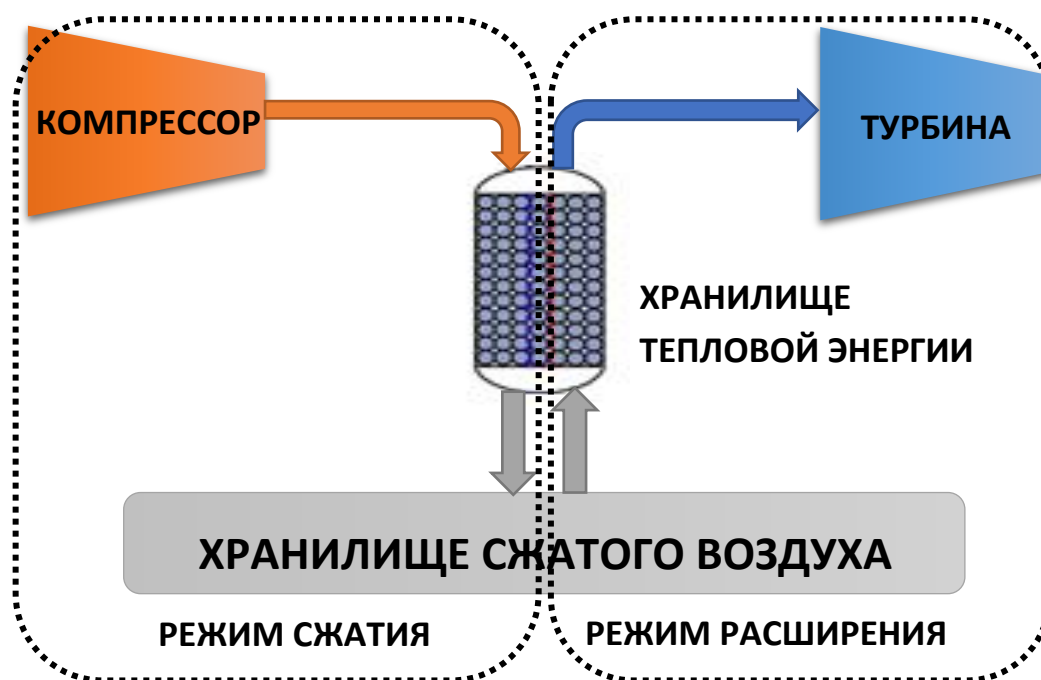 КОМПРЕССОР
ТУРБИНА
ХРАНИЛИЩЕ
ТЕПЛОВОЙ ЭНЕРГИИ
ХРАНИЛИЩЕ СЖАТОГО ВОЗДУХА
РЕЖИМ СЖАТИЯ
РЕЖИМ РАСШИРЕНИЯ